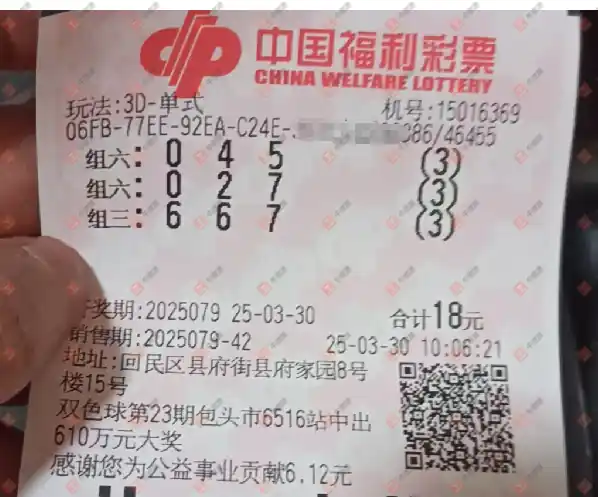 中国福利彩票
CHINA WELFARE LOTTERY
玩法:3D-单式 机号:15016369
06FB-77EE-92EA-C24E- 086/46455
组六: 0 4 5 (3)
组六: 0 2 7 (3)
组三: 6 6 7 (3)
奖期:2025079 25-03-30 合计18元
销售期:2025079-42 25-03-30 10:06:21
地址:回民区县府街县府家园8号
楼15号
双色球第23期包头市6516站中出
610万元大奖
感谢您为公益事业贡献6.12元